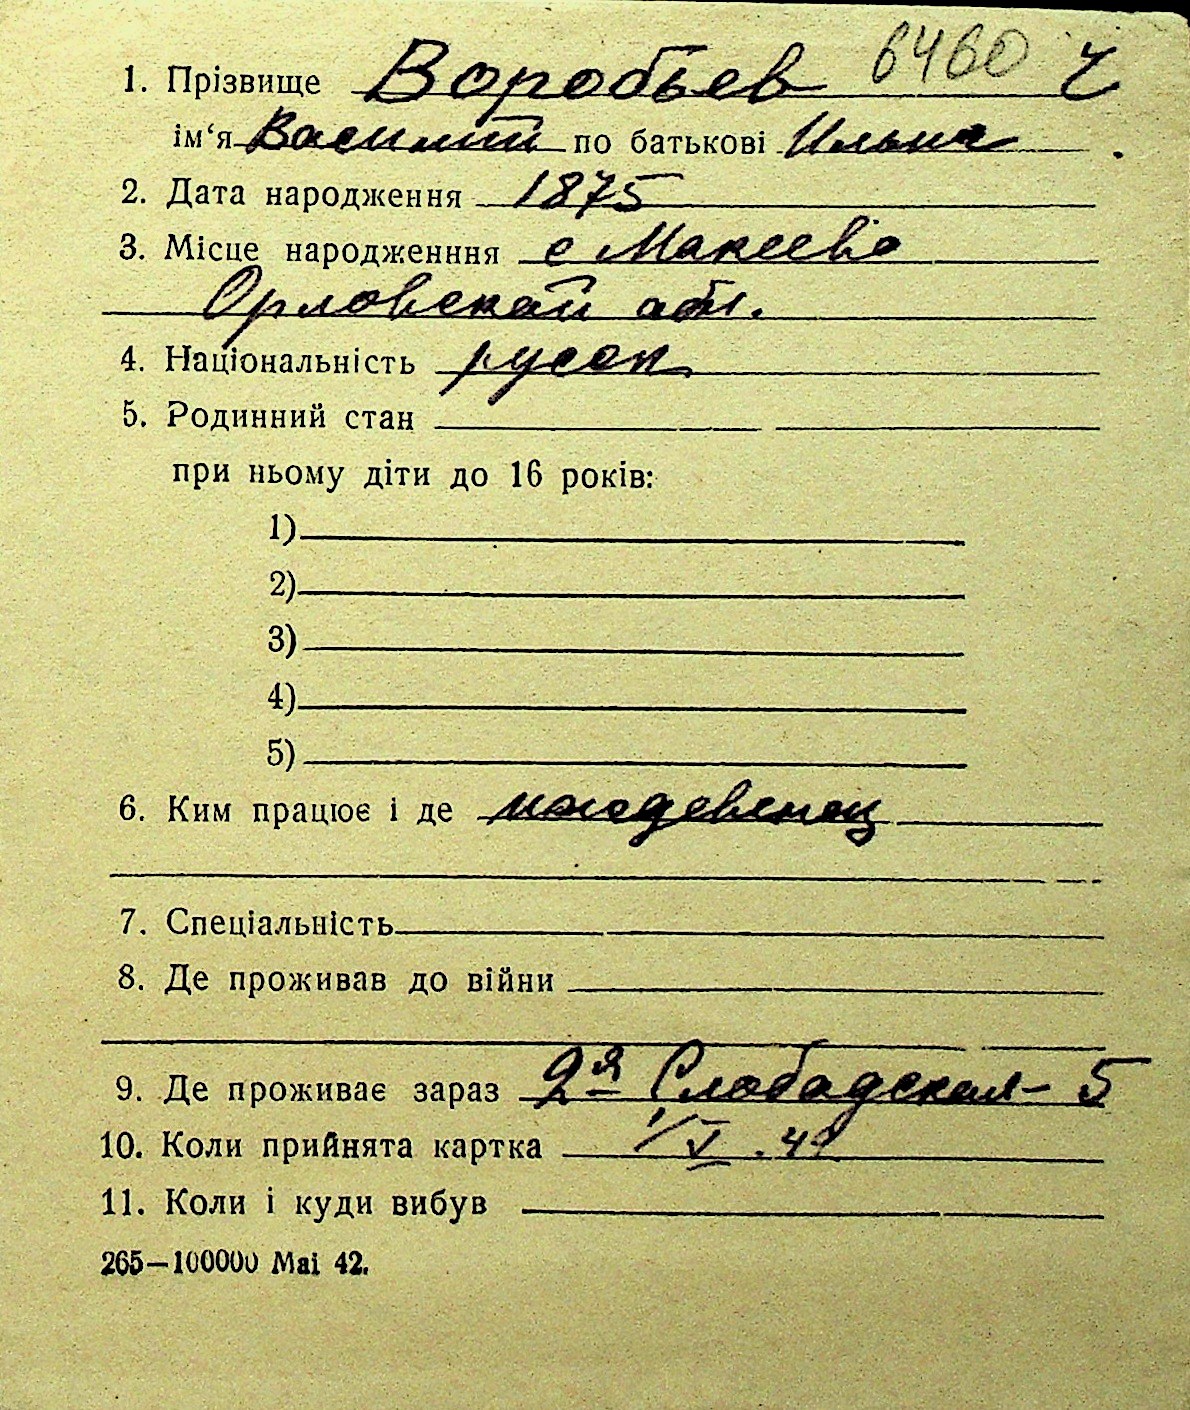 1. Прізвище Воробьев 6460 Ч
ім‘я Василий по батькові Ильич
2. Дата народження 1875
3. Місце народженння с Макеево
Орловской обл.
4. Національність русск
5. Родинний стан
при ньому діти до 16 років:
1)
2)
3)
4)
5)
6. Ким працює і де иждевенец
7. Спеціальність
8. Де проживав до війни
9. Де проживає зараз 2я Слободская - 5
10. Коли прийнята картка 1/V. 42
11. Коли і куди вибув
265—100000 Маі 42.